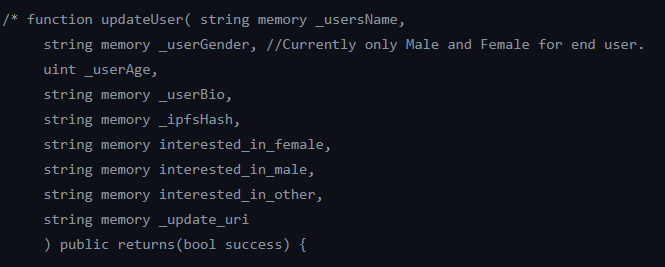 /* function updateUser( string memory _usersName,
string memory _userGender, //Currently only Male and Female for end user.
uint _userAge,
string memory _userBio,
string memory _ipfsHash,
string memory interested_in_female,
string memory interested_in_male,
string memory interested_in_other,
string memory _update_uri
) public returns(bool success) {